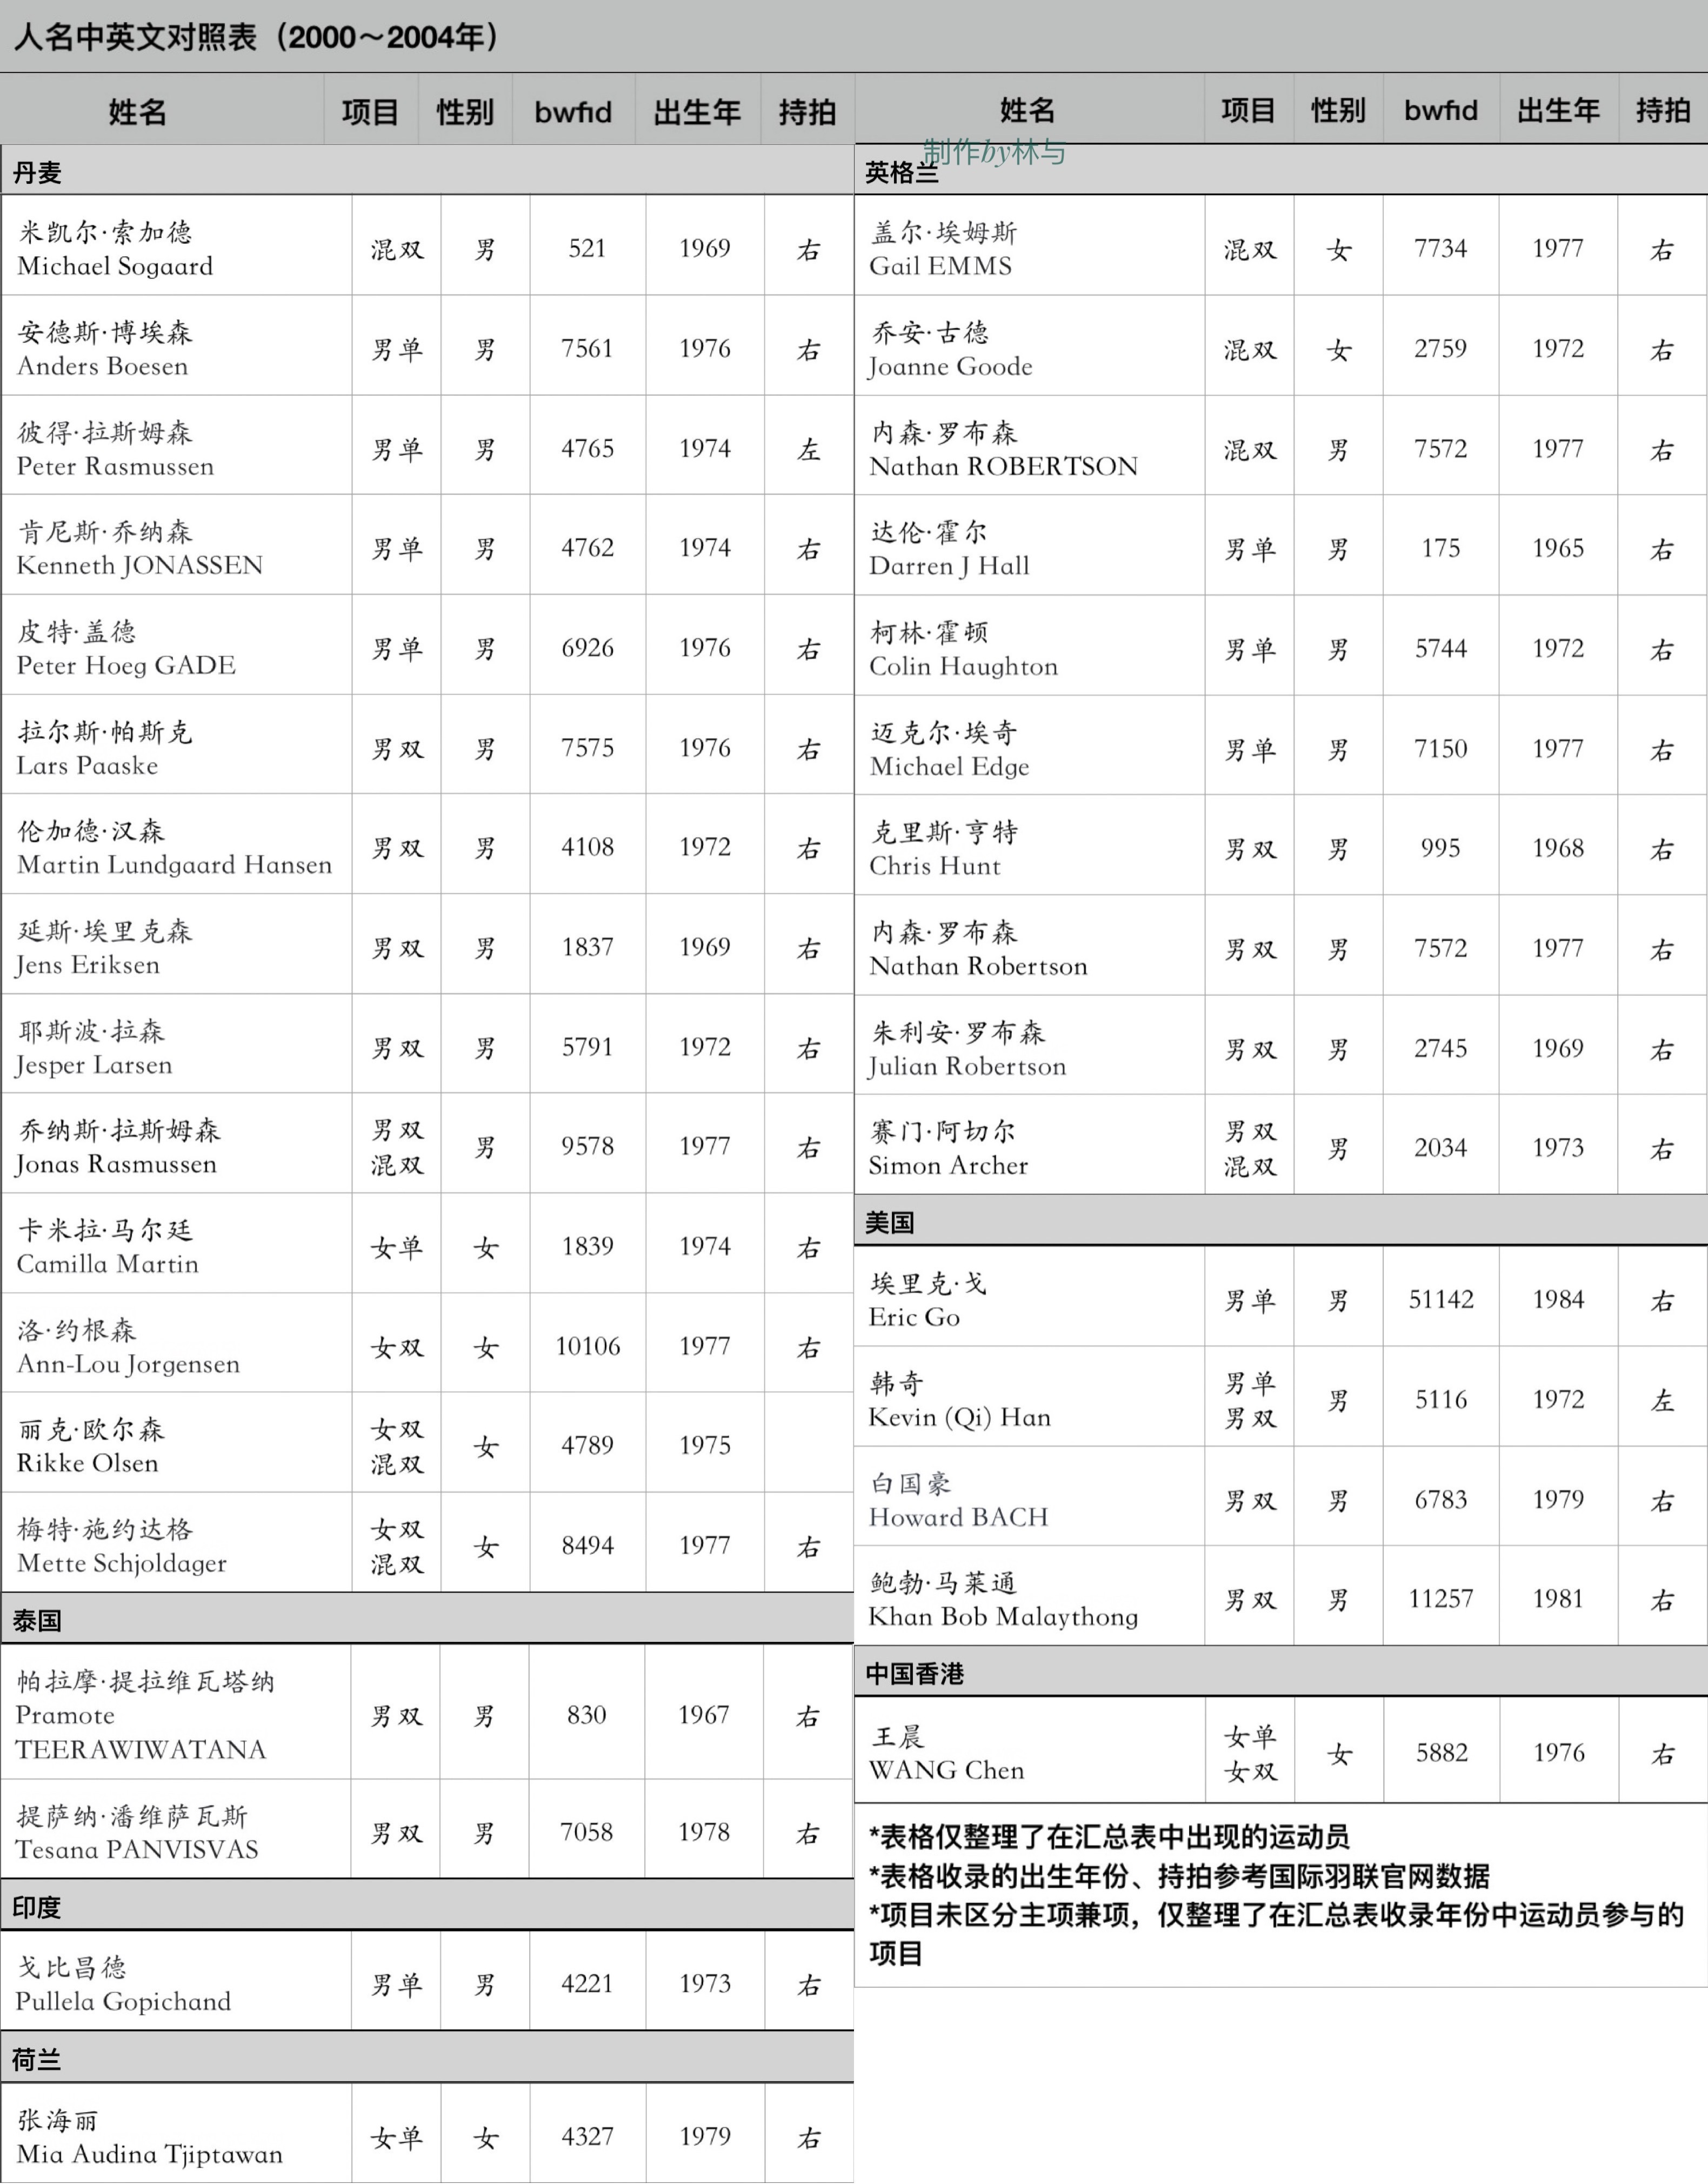 人名中英文对照表（2000～2004年）
姓名 项目 性别 bwfid 出生年 持拍
丹麦
米凯尔·索加德
Michael Sogaard 混双 男 521 1969 右
安德斯·博埃森
Anders Boesen 男单 男 7561 1976 右
彼得·拉斯姆森
Peter Rasmussen 男单 男 4765 1974 左
肯尼斯·乔纳森
Kenneth JONASSEN 男单 男 4762 1974 右
皮特·盖德
Peter Hoeg GADE 男单 男 6926 1976 右
拉尔斯·帕斯克
Lars Paaske 男双 男 7575 1976 右
伦加德·汉森
Martin Lundgaard Hansen 男双 男 4108 1972 右
延斯·埃里克森
Jens Eriksen 男双 男 1837 1969 右
耶斯波·拉森
Jesper Larsen 男双 男 5791 1972 右
乔纳斯·拉斯姆森 男双
Jonas Rasmussen 混双 男 9578 1977 右
卡米拉·马尔廷
Camilla Martin 女单 女 1839 1974 右
洛·约根森
Ann-Lou Jorgensen 女双 女 10106 1977 右
丽克·欧尔森 女双
Rikke Olsen 混双 女 4789 1975
梅特·施约达格 女双
Mette Schjoldager 混双 女 8494 1977 右
泰国
帕拉摩·提拉维瓦塔纳
Pramote 男双 男 830 1967 右
TEERAWIWATANA
提萨纳·潘维萨瓦斯
Tesana PANVISVAS 男双 男 7058 1978 右
印度
戈比昌德
Pullela Gopichand 男单 男 4221 1973 右
荷兰
张海丽
Mia Audina Tjiptawan 女单 女 4327 1979 右
姓名 项目 性别 bwfid 出生年 持拍
制作by林与
英格兰
盖尔·埃姆斯
Gail EMMS 混双 女 7734 1977 右
乔安·古德
Joanne Goode 混双 女 2759 1972 右
内森·罗布森
Nathan ROBERTSON 混双 男 7572 1977 右
达伦·霍尔
Darren J Hall 男单 男 175 1965 右
柯林·霍顿
Colin Haughton 男单 男 5744 1972 右
迈克尔·埃奇
Michael Edge 男单 男 7150 1977 右
克里斯·亨特
Chris Hunt 男双 男 995 1968 右
内森·罗布森
Nathan Robertson 男双 男 7572 1977 右
朱利安·罗布森
Julian Robertson 男双 男 2745 1969 右
赛门·阿切尔 男双
Simon Archer 混双 男 2034 1973 右
美国
埃里克·戈
Eric Go 男单 男 51142 1984 右
韩奇 男单
Kevin (Qi) Han 男双 男 5116 1972 左
白国豪
Howard BACH 男双 男 6783 1979 右
鲍勃·马莱通
Khan Bob Malaythong 男双 男 11257 1981 右
中国香港
王晨 女单
WANG Chen 女双 女 5882 1976 右
*表格仅整理了在汇总表中出现的运动员
*表格收录的出生年份、持拍参考国际羽联官网数据
*项目未区分主项兼项，仅整理了在汇总表收录年份中运动员参与的
项目